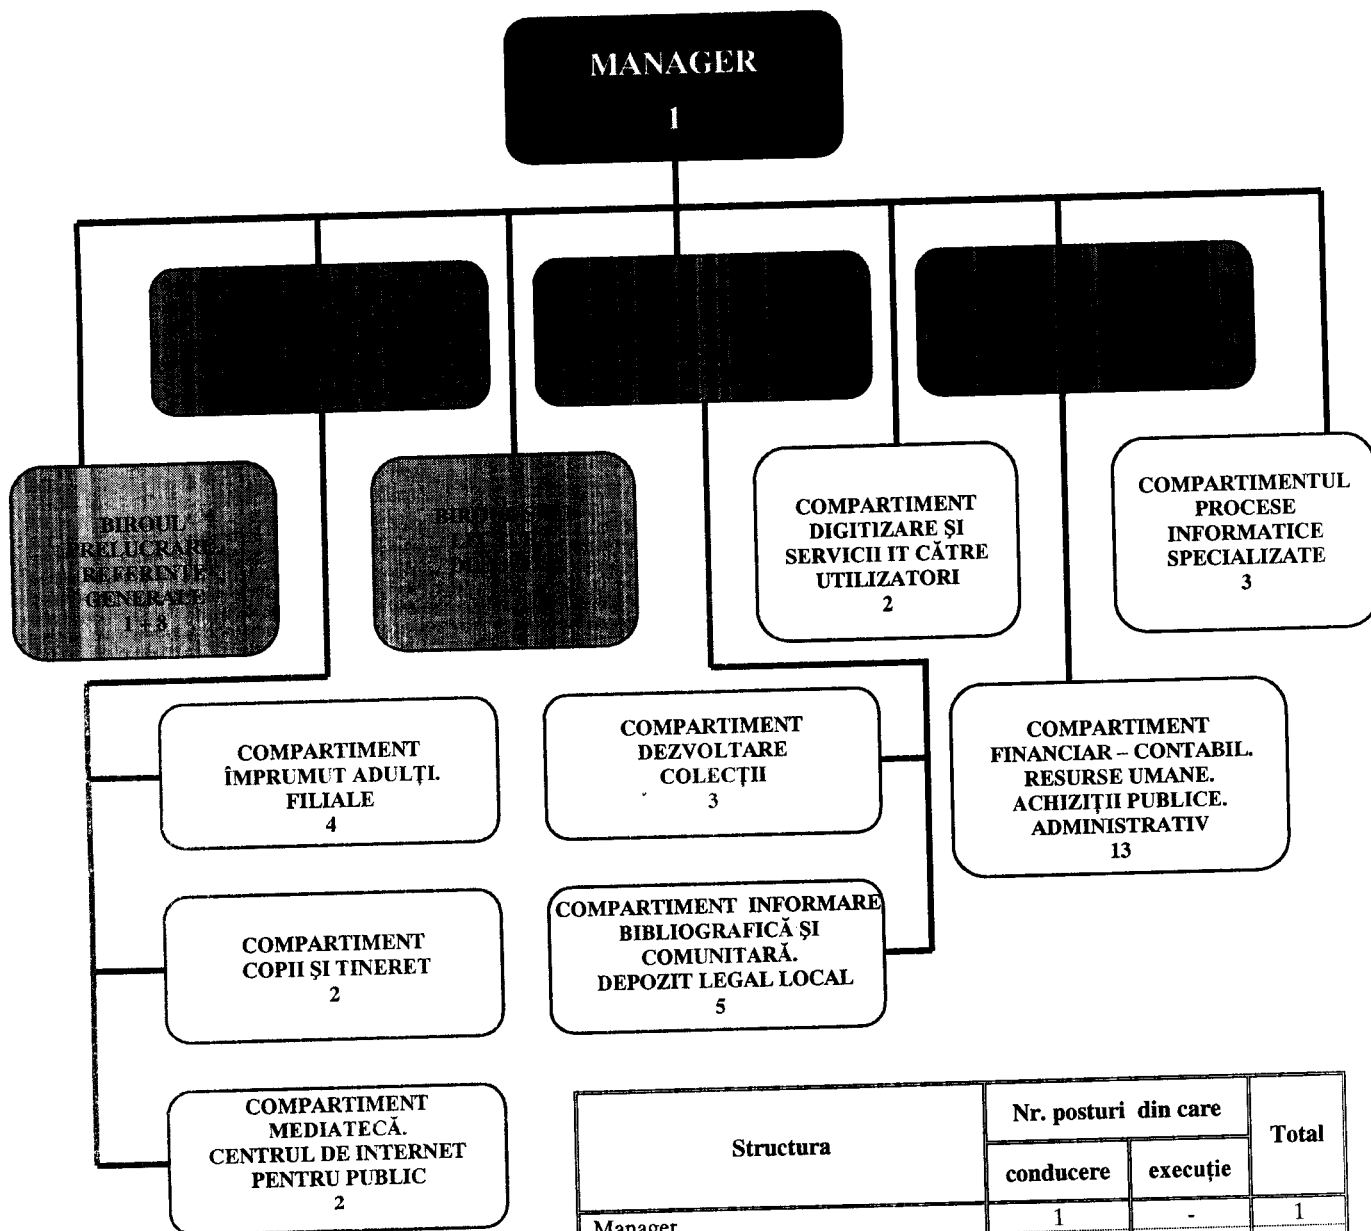 MANAGER
1
BIROUL
PRELUCRARE.
REFERINȚE
GENERALE
1 + 8
COMPARTIMENT
DIGITIZARE ŞI
SERVICII IT CĂTRE
UTILIZATORI
2
COMPARTIMENTUL
PROCESE
INFORMATICE
SPECIALIZATE
3
COMPARTIMENT
ÎMPRUMUT ADULȚI.
FILIALE
4
COMPARTIMENT
DEZVOLTARE
COLECȚII
3
COMPARTIMENT
FINANCIAR – CONTABIL.
RESURSE UMANE.
ACHIZIȚII PUBLICE.
ADMINISTRATIV
13
COMPARTIMENT
COPII ŞI TINERET
2
COMPARTIMENT INFORMARE
BIBLIOGRAFICĂ ŞI
COMUNITARĂ.
DEPOZIT LEGAL LOCAL
5
COMPARTIMENT
MEDIATECĂ.
CENTRUL DE INTERNET
PENTRU PUBLIC
2
Structura
Nr. posturi din care
Total
conducere execuție
Manager 1 - 1